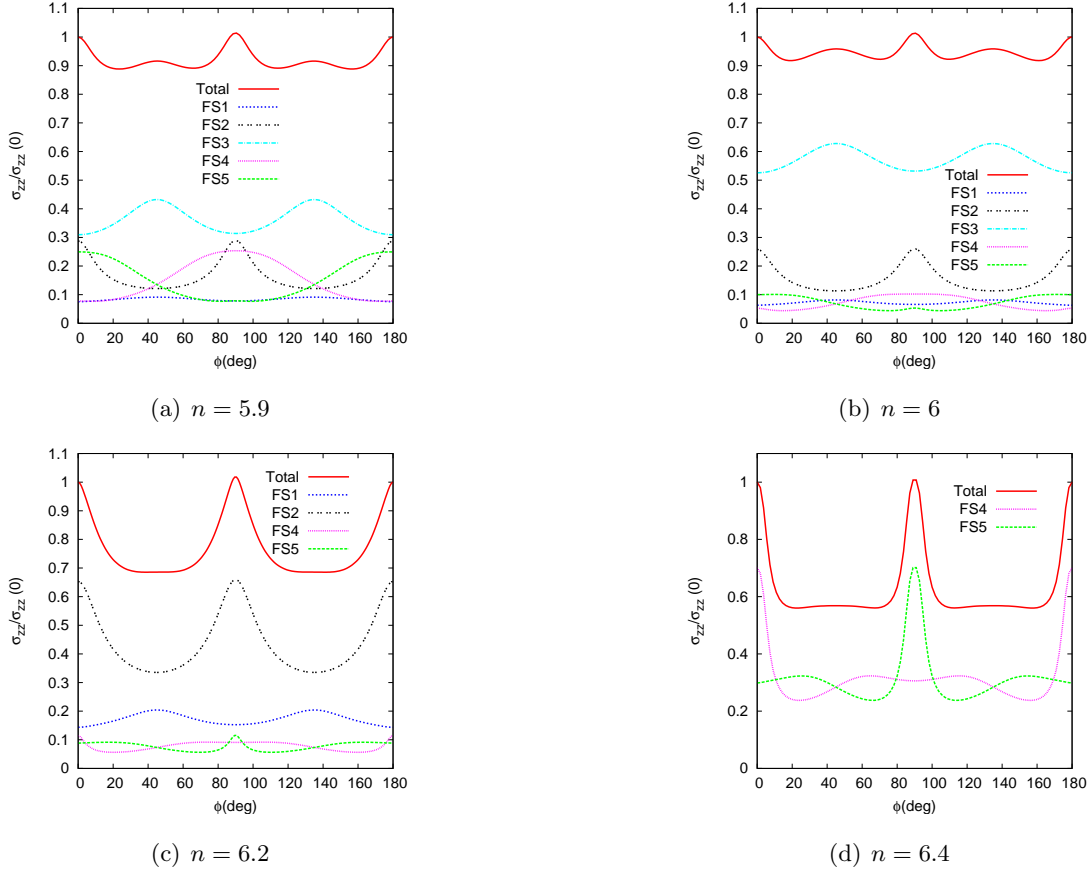 1.1
1
0.9
0.8
0.7
0.6
0.5
0.4
0.3
0.2
0.1
0
σzz/σzz (0)
Total
FS1
FS2
FS3
FS4
FS5
0 20 40 60 80 100 120 140 160 180
ϕ(deg)
(a) n = 5.9
1.1
1
0.9
0.8
0.7
0.6
0.5
0.4
0.3
0.2
0.1
0
σzz/σzz (0)
Total
FS1
FS2
FS3
FS4
FS5
0 20 40 60 80 100 120 140 160 180
ϕ(deg)
(b) n = 6
1.1
1
0.9
0.8
0.7
0.6
0.5
0.4
0.3
0.2
0.1
0
σzz/σzz (0)
Total
FS1
FS2
FS4
FS5
0 20 40 60 80 100 120 140 160 180
ϕ(deg)
(c) n = 6.2
1
0.8
0.6
0.4
0.2
0
σzz/σzz (0)
Total
FS4
FS5
0 20 40 60 80 100 120 140 160 180
ϕ(deg)
(d) n = 6.4